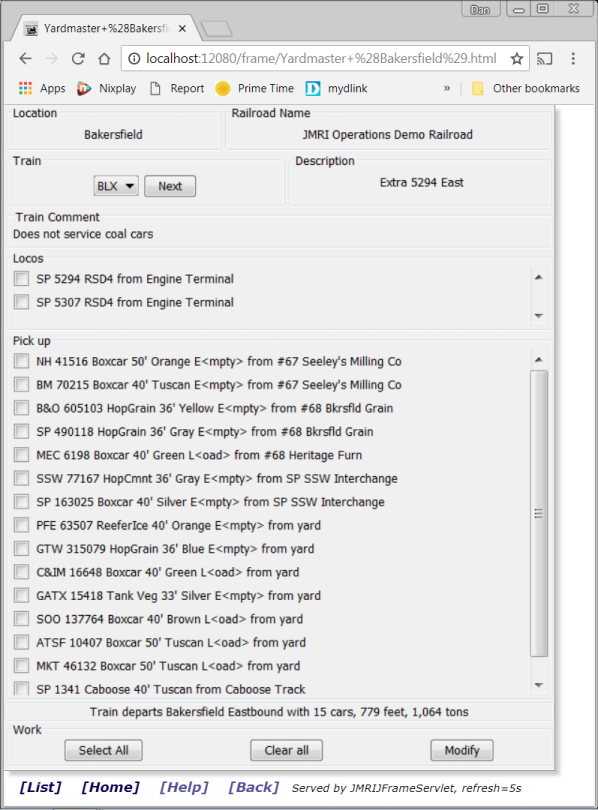 Dan
Yardmaster+ %28Bakersfi
localhost:12080/frame/Yardmaster+%28Bakersfield%29.html
Apps Nixplay Report Prime Time mydlink » Other bookmarks
Location Railroad Name
Bakersfield JMRI Operations Demo Railroad
Train Description
BLX Next Extra 5294 East
Train Comment
Does not service coal cars
Locos
SP 5294 RSD4 from Engine Terminal
SP 5307 RSD4 from Engine Terminal
Pick up
NH 41516 Boxcar 50' Orange E<mpty> from #67 Seeley's Milling Co
BM 70215 Boxcar 40' Tuscan E<mpty> from #67 Seeley's Milling Co
B&O 605103 HopGrain 36' Yellow E<mpty> from #68 Bkrsfld Grain
SP 490118 HopGrain 36' Gray E<mpty> from #68 Bkrsfld Grain
MEC 6198 Boxcar 40' Green L<oad> from #68 Heritage Furn
SSW 77167 HopCmnt 36' Gray E<mpty> from SP SSW Interchange
SP 163025 Boxcar 40' Silver E<mpty> from SP SSW Interchange
PFE 63507 ReeferIce 40' Orange E<mpty> from yard
GTW 315079 HopGrain 36' Blue E<mpty> from yard
C&IM 16648 Boxcar 40' Green L<oad> from yard
GATX 15418 Tank Veg 33' Silver E<mpty> from yard
SOO 137764 Boxcar 40' Brown L<oad> from yard
ATSF 10407 Boxcar 50' Tuscan L<oad> from yard
MKT 46132 Boxcar 50' Tuscan L<oad> from yard
SP 1341 Caboose 40' Tuscan from Caboose Track
Train departs Bakersfield Eastbound with 15 cars, 779 feet, 1,064 tons
Work
Select All Clear all Modify
[List] [Home] [Help] [Back] Served by JMRIJFrameServlet, refresh=5s